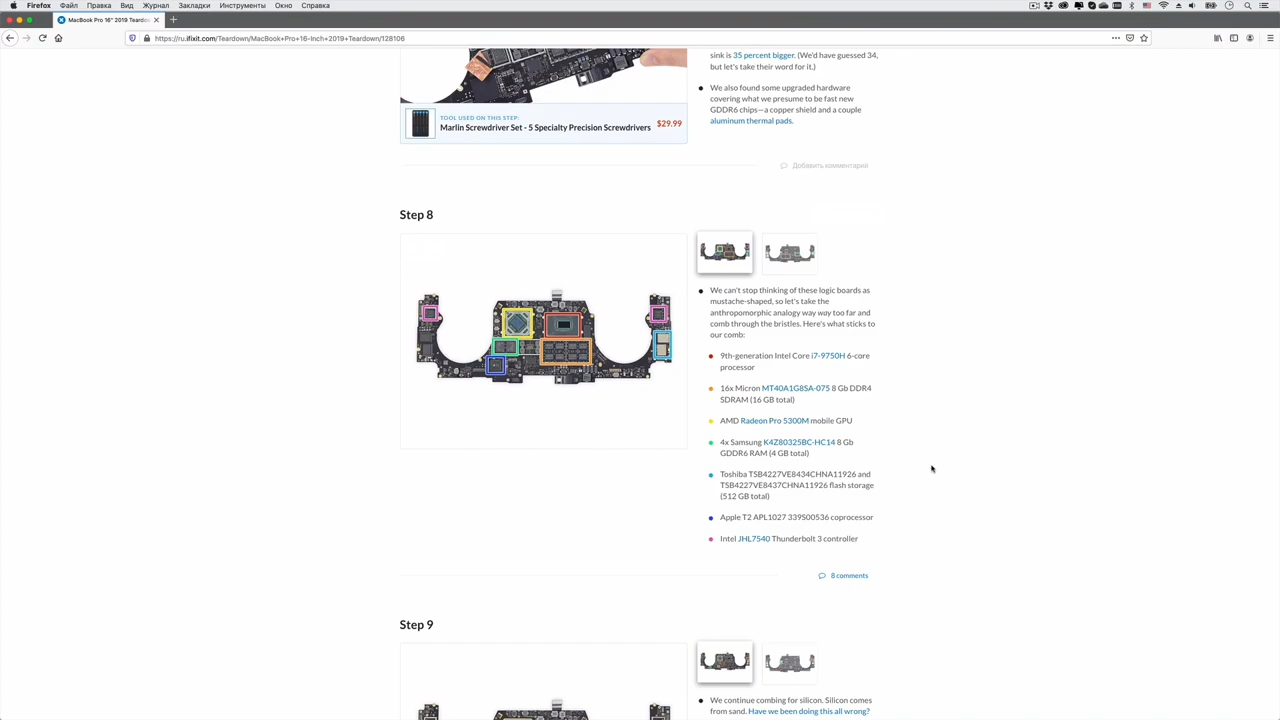 Firefox Файл Правка Вид Журнал Закладки Инструменты Окно Справка
MacBook Pro 16" 2019 Teardo
https://ru.ifixit.com/Teardown/MacBook+Pro+16-Inch+2019+Teardown/128106
sink is 35 percent bigger. (We'd have guessed 34,
but let's take their word for it.)
We also found some upgraded hardware
covering what we presume to be fast new
GDDR6 chips—a copper shield and a couple
aluminum thermal pads.
TOOL USED ON THIS STEP:
Marlin Screwdriver Set - 5 Specialty Precision Screwdrivers
$29.99
Добавить комментарий
Step 8
We can't stop thinking of these logic boards as
mustache-shaped, so let's take the
anthropomorphic analogy way way too far and
comb through the bristles. Here's what sticks to
our comb:
9th-generation Intel Core i7-9750H 6-core
processor
16x Micron MT40A1G8SA-075 8 Gb DDR4
SDRAM (16 GB total)
AMD Radeon Pro 5300M mobile GPU
4x Samsung K4Z80325BC-HC14 8 Gb
GDDR6 RAM (4 GB total)
Toshiba TSB4227VE8434CHNA11926 and
TSB4227VE8437CHNA11926 flash storage
(512 GB total)
Apple T2 APL1027 339S00536 coprocessor
Intel JHL7540 Thunderbolt 3 controller
8 comments
Step 9
We continue combing for silicon. Silicon comes
from sand. Have we been doing this all wrong?